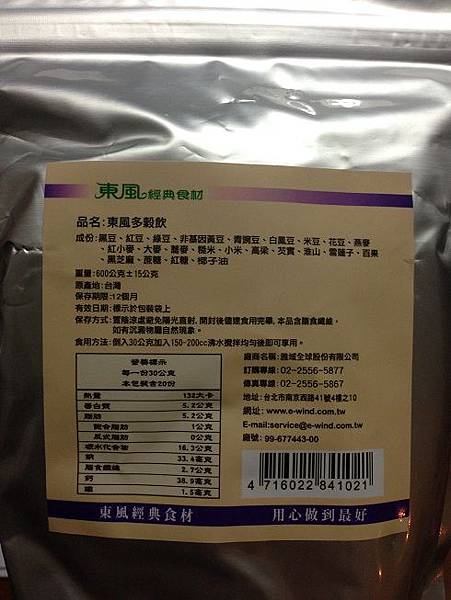 東風 經典食材
品名:東風多穀飲
成份:黑豆、紅豆、綠豆、非基因黃豆、青豌豆、白鳳豆、米豆、花豆、燕麥
、紅小麥、大麥、蕎麥、糙米、小米、高粱、芡實、淮山、雪蓮子、百果
、黑芝麻、蔗糖、紅糖、椰子油
重量:600公克±15公克
原產地:台灣
保存期限:12個月
有效日期:標示於包裝袋上
保存方式:置陰涼處避免陽光直射,開封後儘速食用完畢,本品含膳食纖維,
如有沉澱物屬自然現象。
食用方法:倒入30公克加入150-200cc沸水攪拌均勻後即可享用。
營養標示
每一份30公克
本包裝含20份
熱量 132大卡
蛋白質 5.2公克
脂肪 5.2公克
飽合脂肪 1公克
反式脂肪 0公克
碳水化合物 16.3公克
鈉 33.4毫克
膳食纖維 2.7公克
鈣 38.9毫克
鐵 1.5毫克
廠商名稱:雅域全球股份有限公司
訂購專線:02-2556-5877
傳真專線:02-2556-5867
地址:台北市南京西路41號4樓之10
網址:www.e-wind.com.tw
E-mail:service@e-wind.com.tw
廠號:99-677443-00
4 716022 841021
東風經典食材 用心做到最好